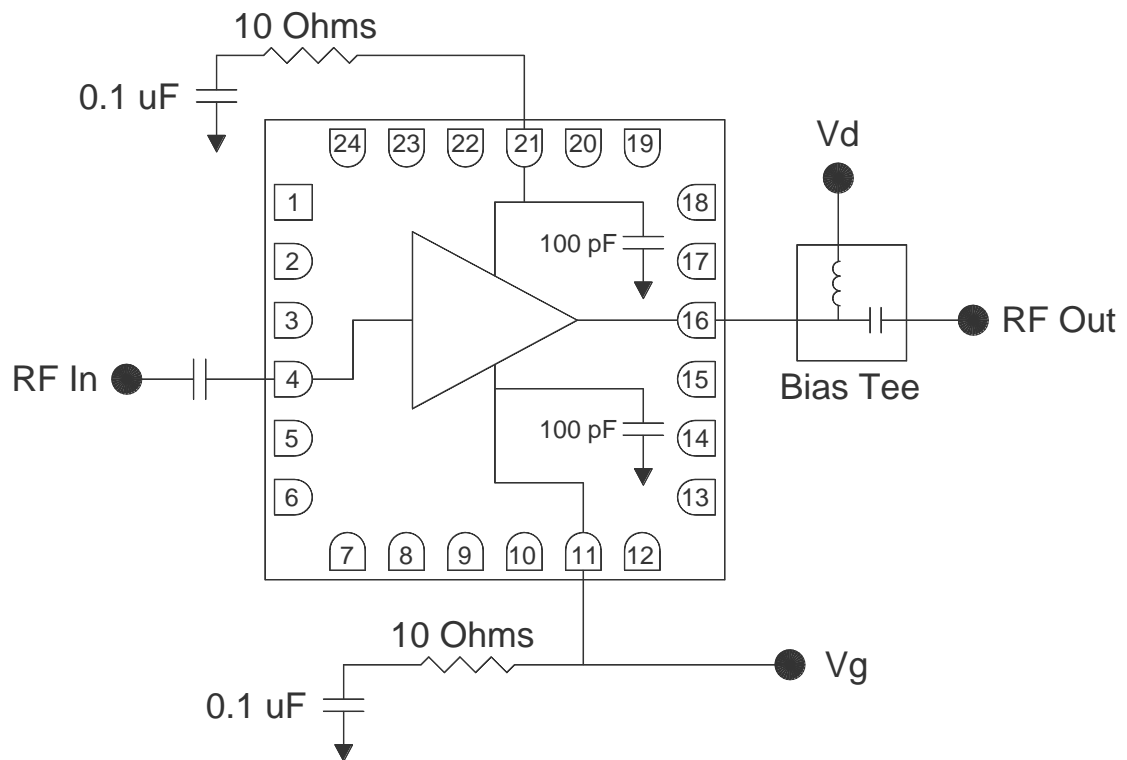 10 Ohms
0.1 uF
24 23 22 21 20 19
Vd
1
18
2
100 pF
17
3
16
RF Out
RF In
4
15
Bias Tee
5
100 pF
14
6
13
7 8 9 10 11 12
10 Ohms
Vg
0.1 uF